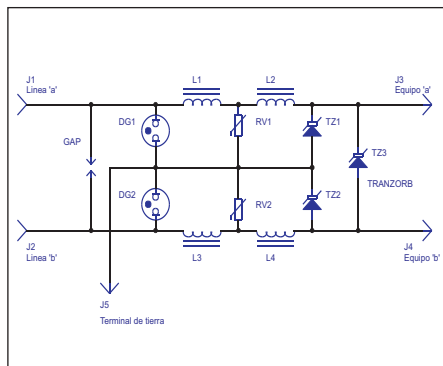 J1
Linea 'a'
L1
L2
J3
Equipo 'a'
DG1
RV1
TZ1
GAP
TZ3
TRANZORB
DG2
RV2
TZ2
J2
Linea 'b'
L3
L4
J4
Equipo 'b'
J5
Terminal de tierra